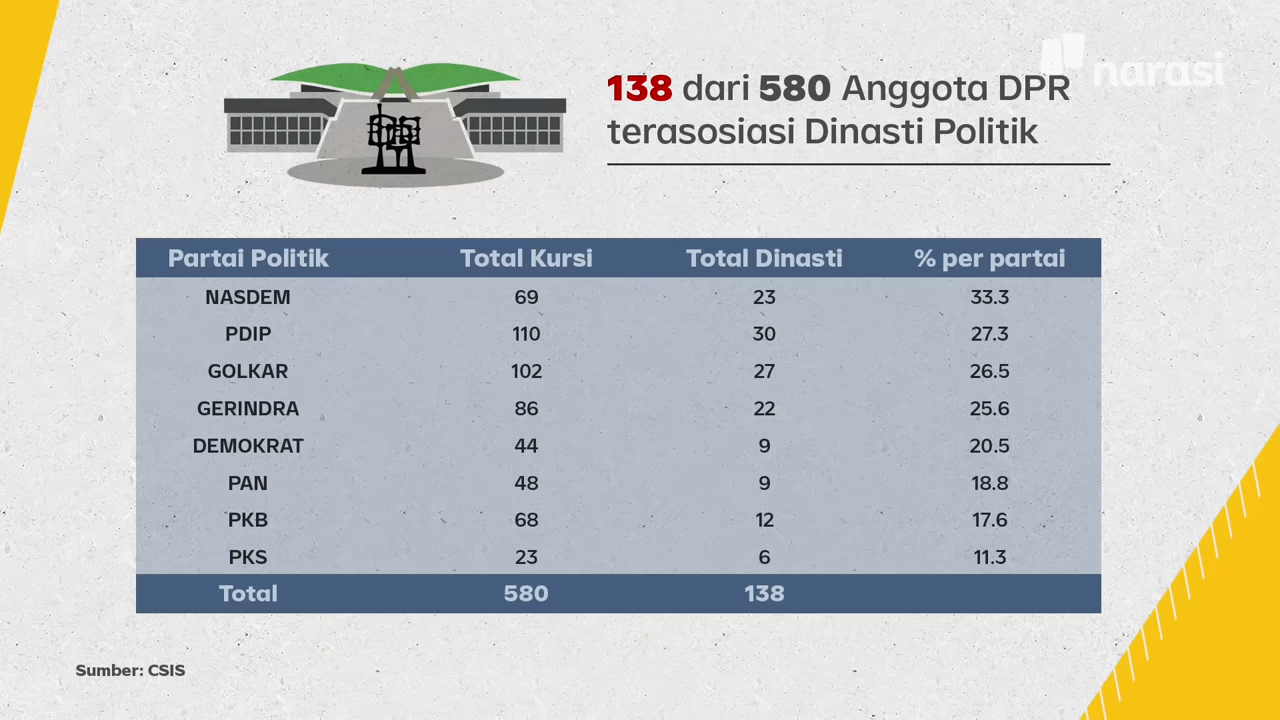 narasi
138 dari 580 Anggota DPR
terasosiasi Dinasti Politik
Partai Politik Total Kursi Total Dinasti % per partai
NASDEM 69 23 33.3
PDIP 110 30 27.3
GOLKAR 102 27 26.5
GERINDRA 86 22 25.6
DEMOKRAT 44 9 20.5
PAN 48 9 18.8
PKB 68 12 17.6
PKS 23 6 11.3
Total 580 138
Sumber: CSIS